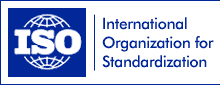 ISO
International
Organization for
Standardization